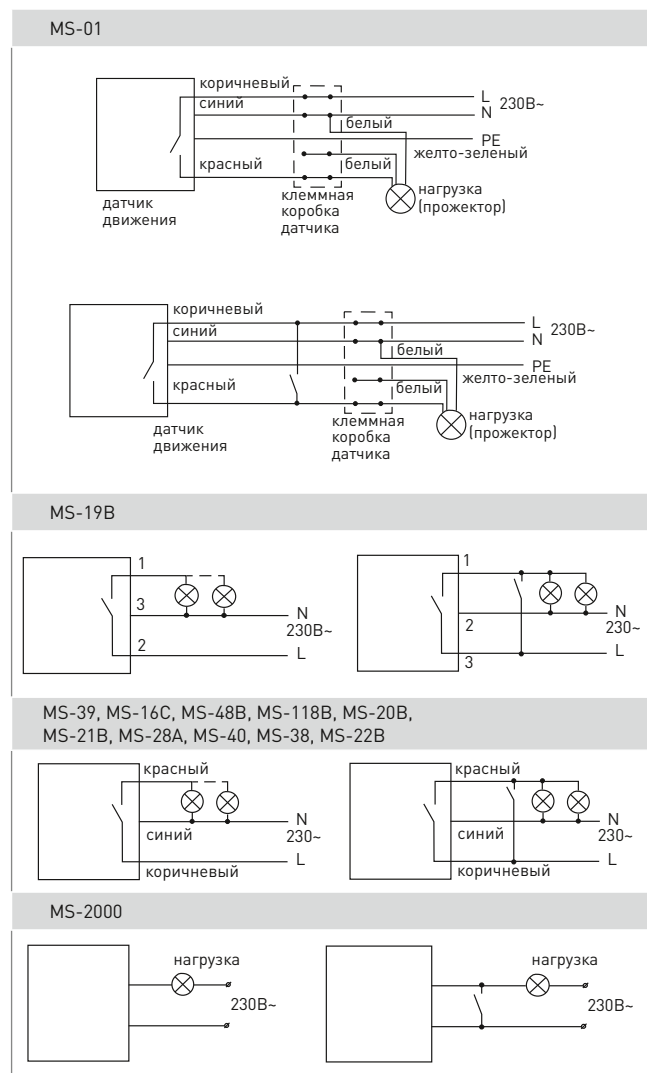 MS-01
коричневый
синий
L
N
230В~
белый
PE
желто-зеленый
красный
белый
датчик
движения
клеммная
коробка
датчика
нагрузка
(прожектор)
коричневый
синий
L
N
230В~
белый
PE
желто-зеленый
красный
белый
датчик
движения
клеммная
коробка
датчика
нагрузка
(прожектор)
MS-19B
1
3
N
230В~
2
L
1
N
2
230~
L
3
MS-39, MS-16C, MS-48B, MS-118B, MS-20B,
MS-21B, MS-28A, MS-40, MS-38, MS-22B
красный
N
синий
230~
L
коричневый
красный
N
синий
230~
L
коричневый
MS-2000
нагрузка
230В~
нагрузка
230В~